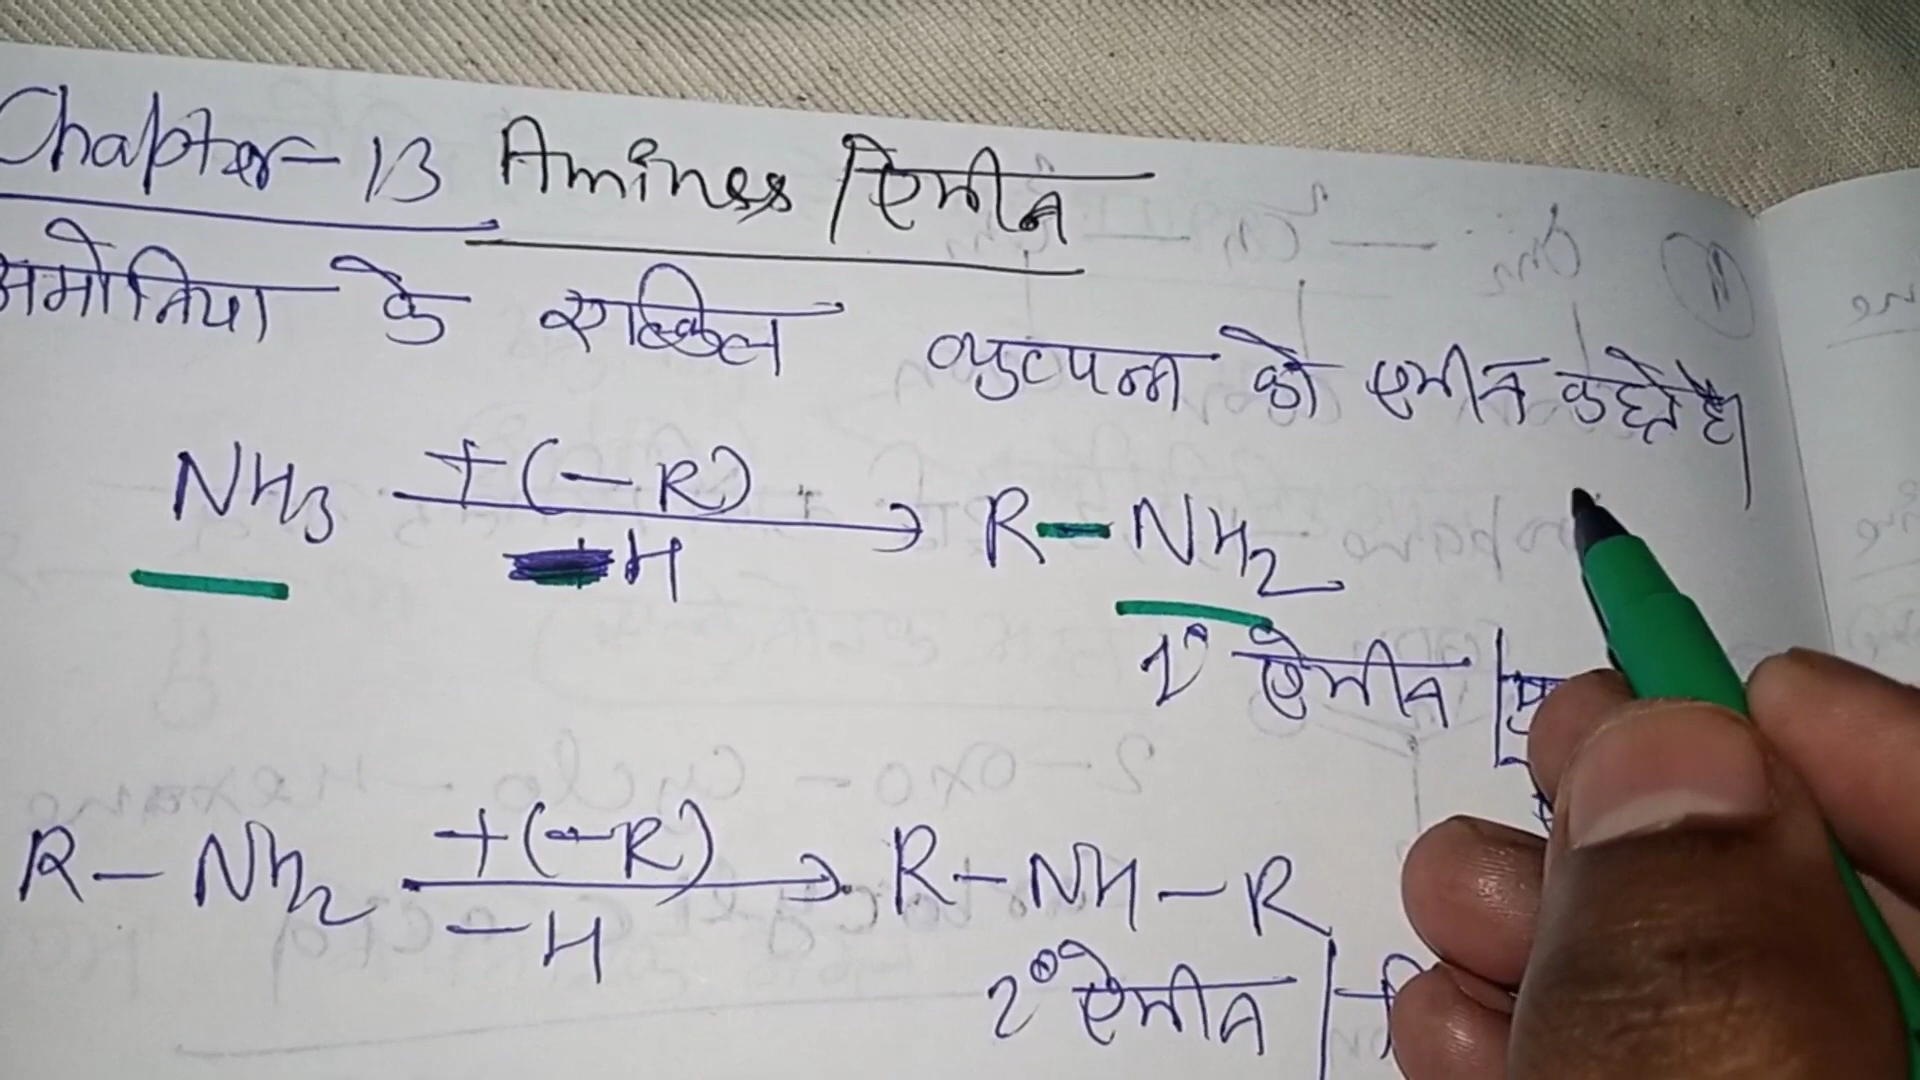 Chapter-13 Amines / ऐमीन
अमोनिया के एल्किल व्युत्पन्न को एमीन कहते है।
NH3 +(-R) -H → R-NH2
1° ऐमीन
R-NH2 +(-R) -H → R-NH-R
2° ऐमीन